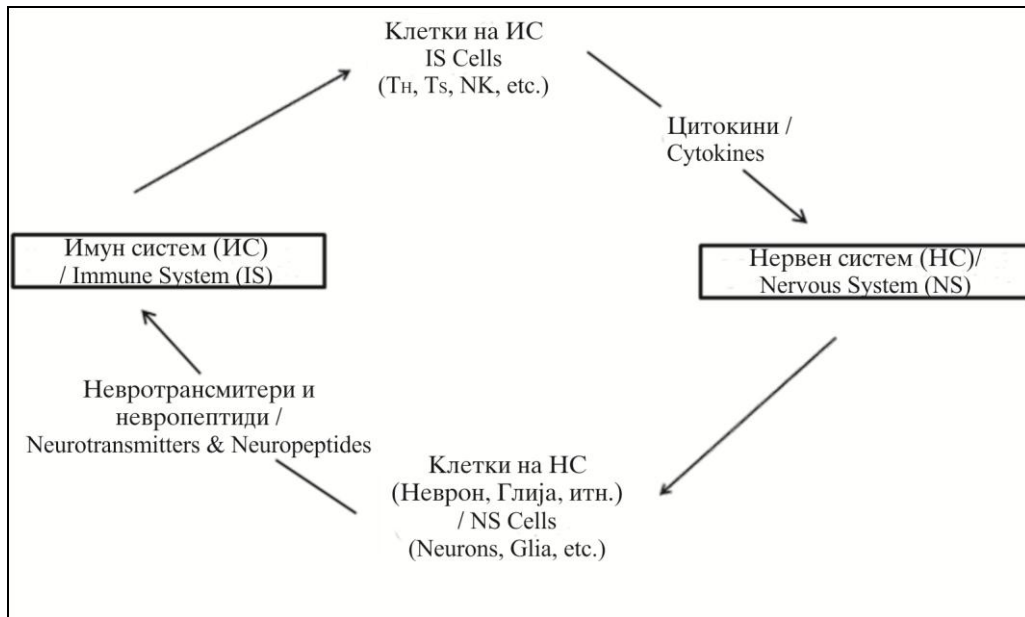 Клетки на ИС
IS Cells
(TH, TS, NK, etc.)
Цитокини /
Cytokines
Имун систем (ИС)
/ Immune System (IS)
Нервен систем (НС)/
Nervous System (NS)
Невротрансмитери и
невропептиди /
Neurotransmitters & Neuropeptides
Клетки на НС
(Неврон, Глија, итн.)
/ NS Cells
(Neurons, Glia, etc.)